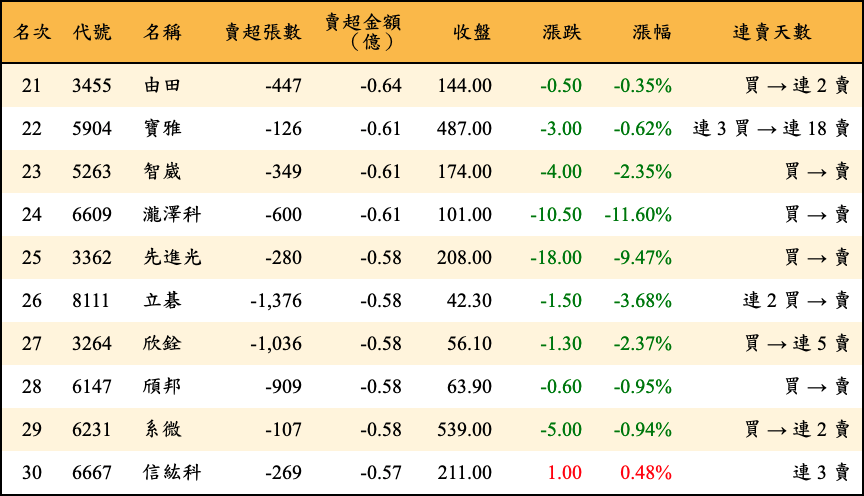 名次 代號 名稱 賣超張數 賣超金額（億） 收盤 漲跌 漲幅 連賣天數
21 3455 由田 -447 -0.64 144.00 -0.50 -0.35% 買 → 連 2 賣
22 5904 寶雅 -126 -0.61 487.00 -3.00 -0.62% 連 3 買 → 連 18 賣
23 5263 智崴 -349 -0.61 174.00 -4.00 -2.35% 買 → 賣
24 6609 瀧澤科 -600 -0.61 101.00 -10.50 -11.60% 買 → 賣
25 3362 先進光 -280 -0.58 208.00 -18.00 -9.47% 買 → 賣
26 8111 立碁 -1,376 -0.58 42.30 -1.50 -3.68% 連 2 買 → 賣
27 3264 欣銓 -1,036 -0.58 56.10 -1.30 -2.37% 買 → 連 5 賣
28 6147 頎邦 -909 -0.58 63.90 -0.60 -0.95% 買 → 賣
29 6231 系微 -107 -0.58 539.00 -5.00 -0.94% 買 → 連 2 賣
30 6667 信紘科 -269 -0.57 211.00 1.00 0.48% 連 3 賣